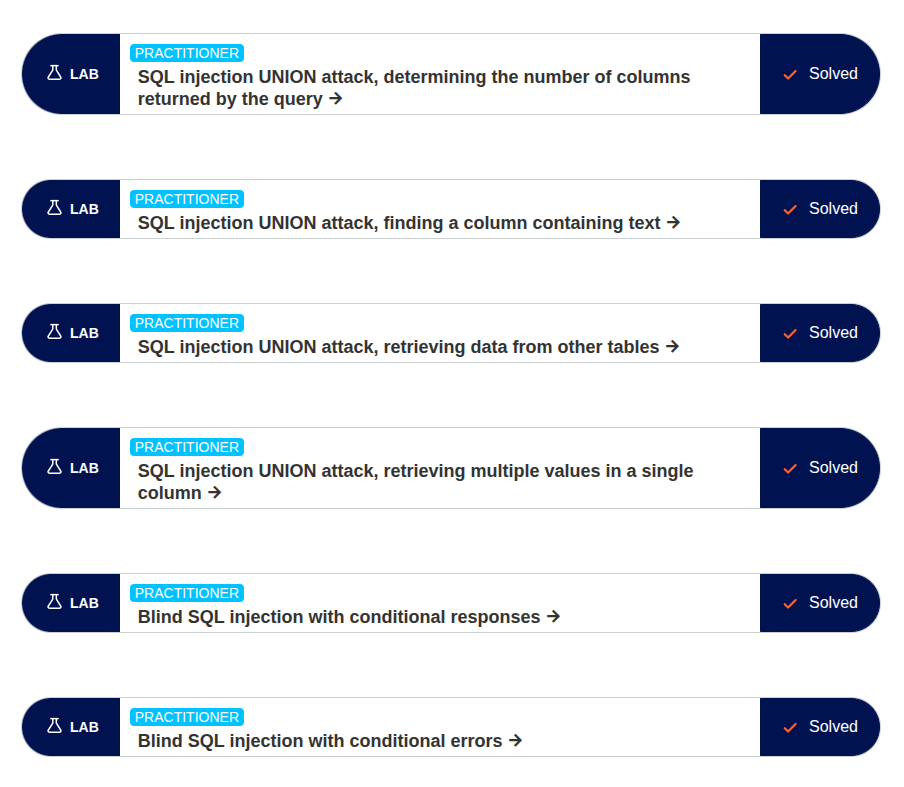 PRACTITIONER
LAB
SQL injection UNION attack, determining the number of columns
returned by the query →
Solved
PRACTITIONER
LAB
SQL injection UNION attack, finding a column containing text →
Solved
PRACTITIONER
LAB
SQL injection UNION attack, retrieving data from other tables →
Solved
PRACTITIONER
LAB
SQL injection UNION attack, retrieving multiple values in a single
column →
Solved
PRACTITIONER
LAB
Blind SQL injection with conditional responses →
Solved
PRACTITIONER
LAB
Blind SQL injection with conditional errors →
Solved